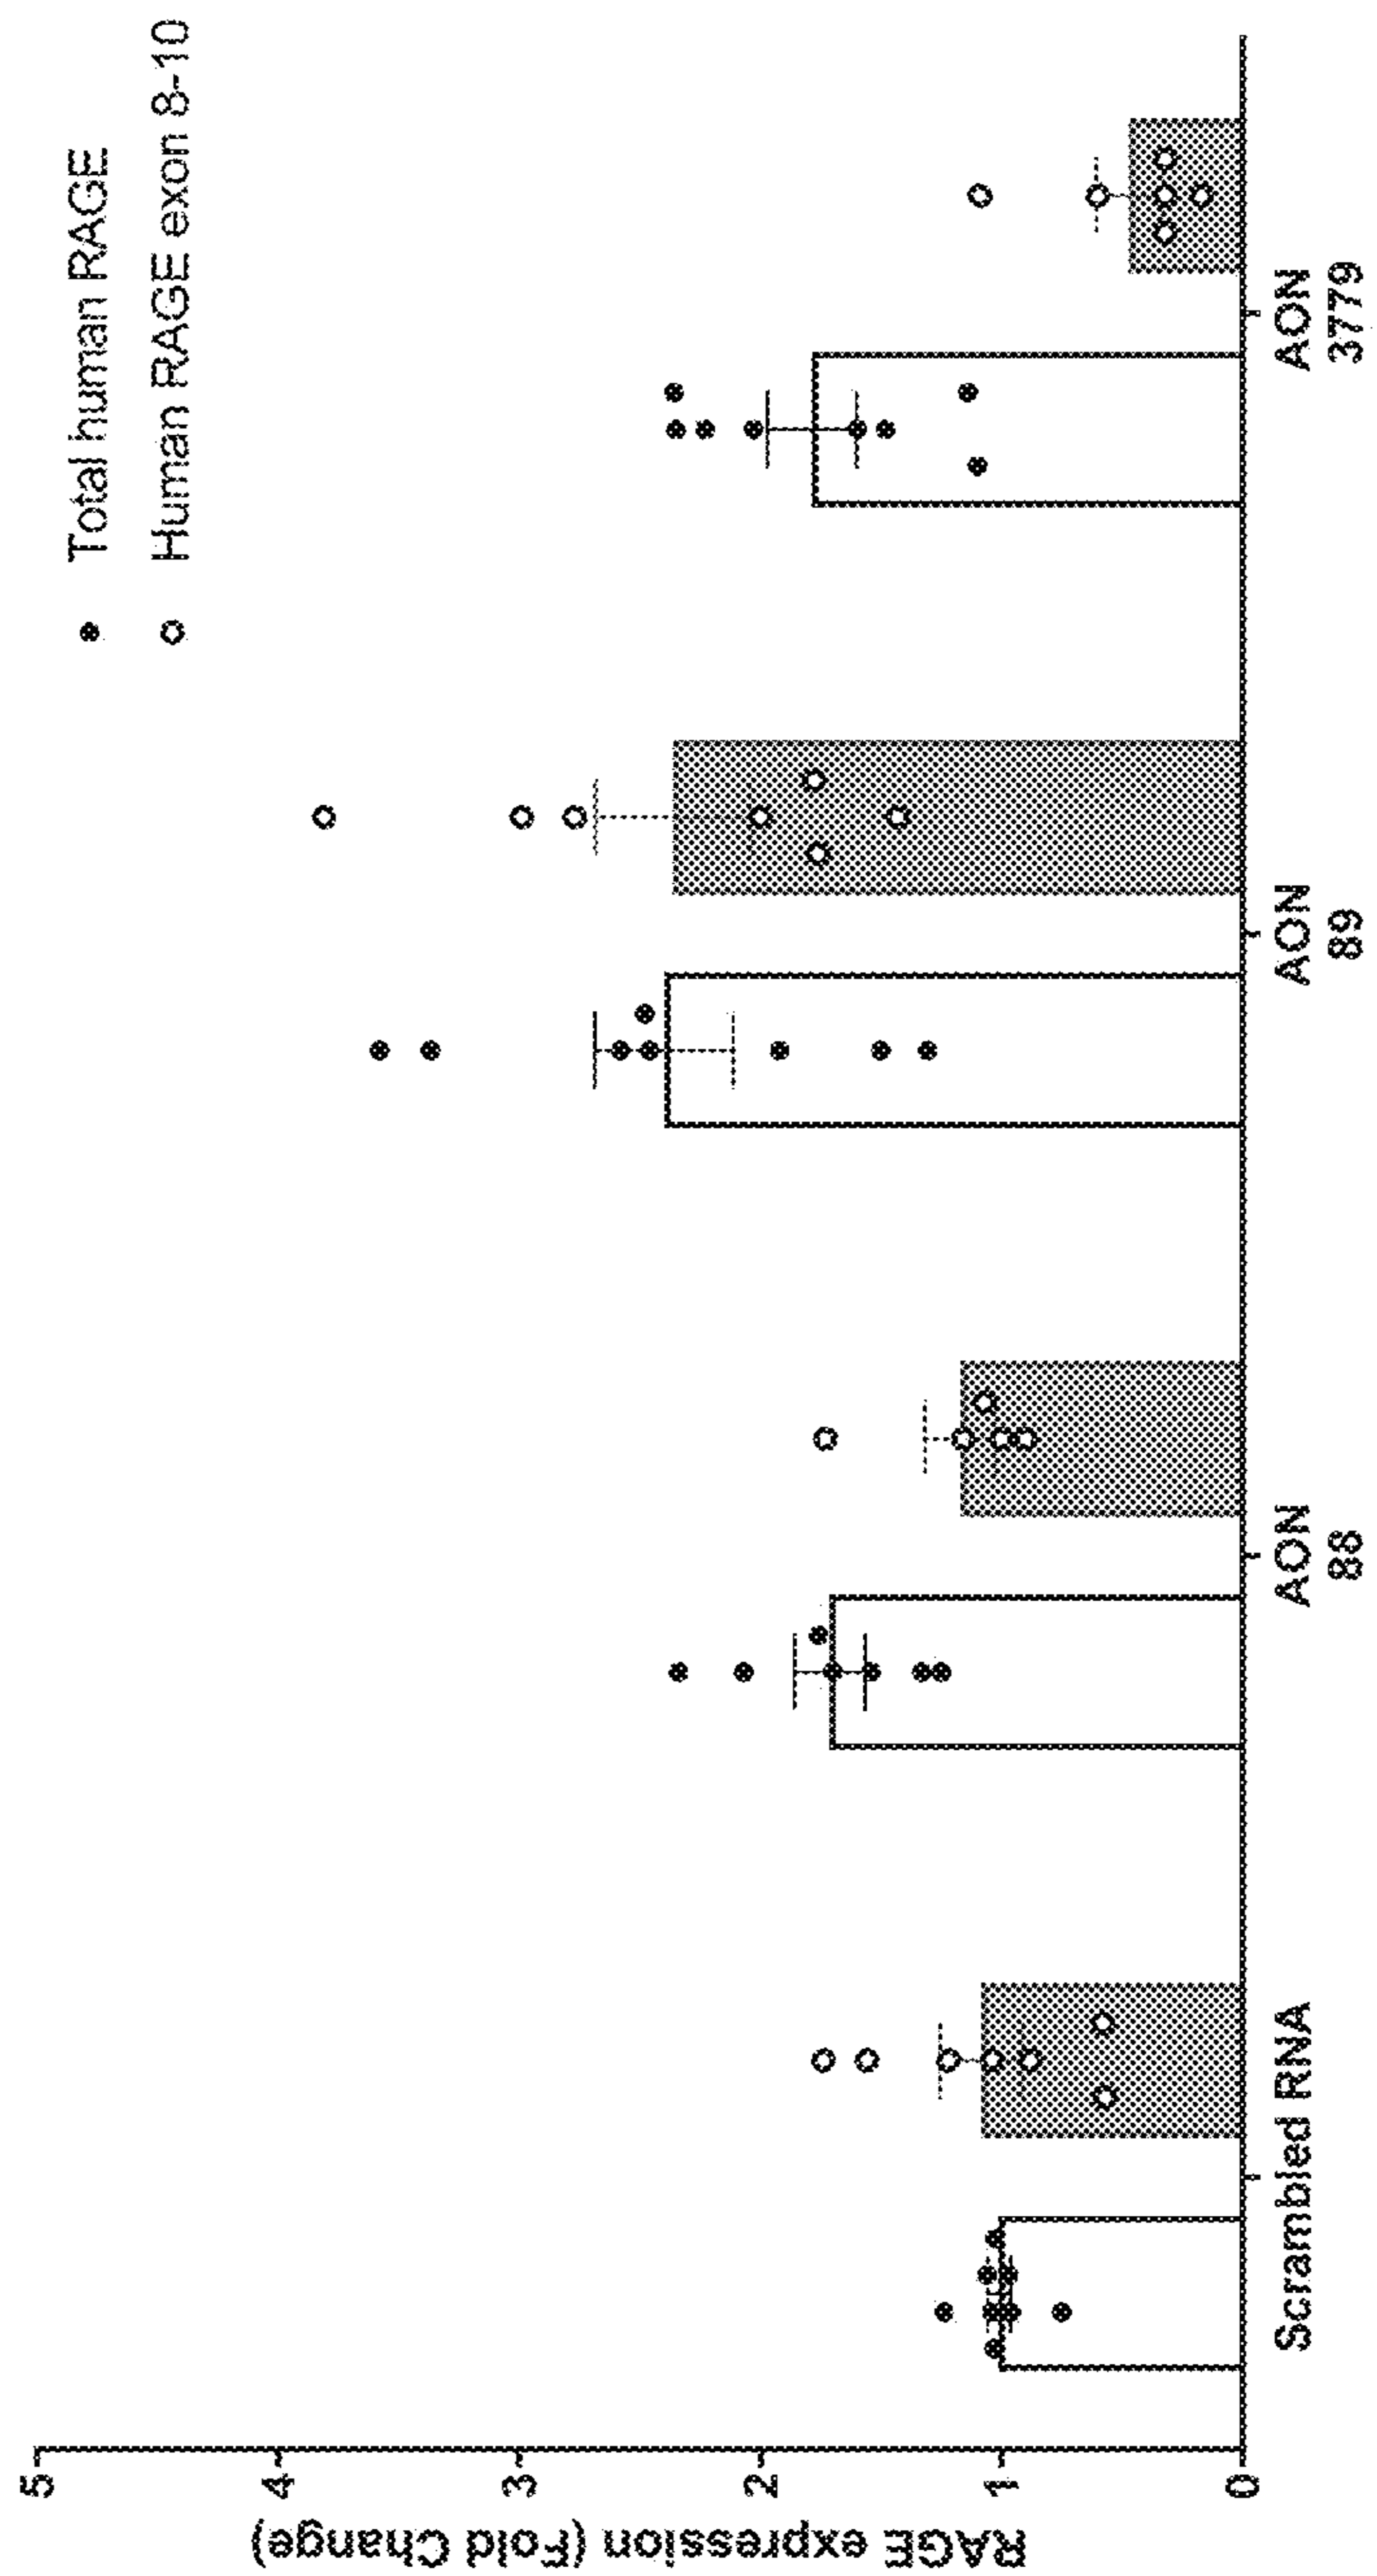 Total human RAGE
Human RAGE exon 8-10
RAGE expression (Fold Change)
5
4
3
2
1
0
Scrambled RNA
AON
88
AON
89
AON
3779